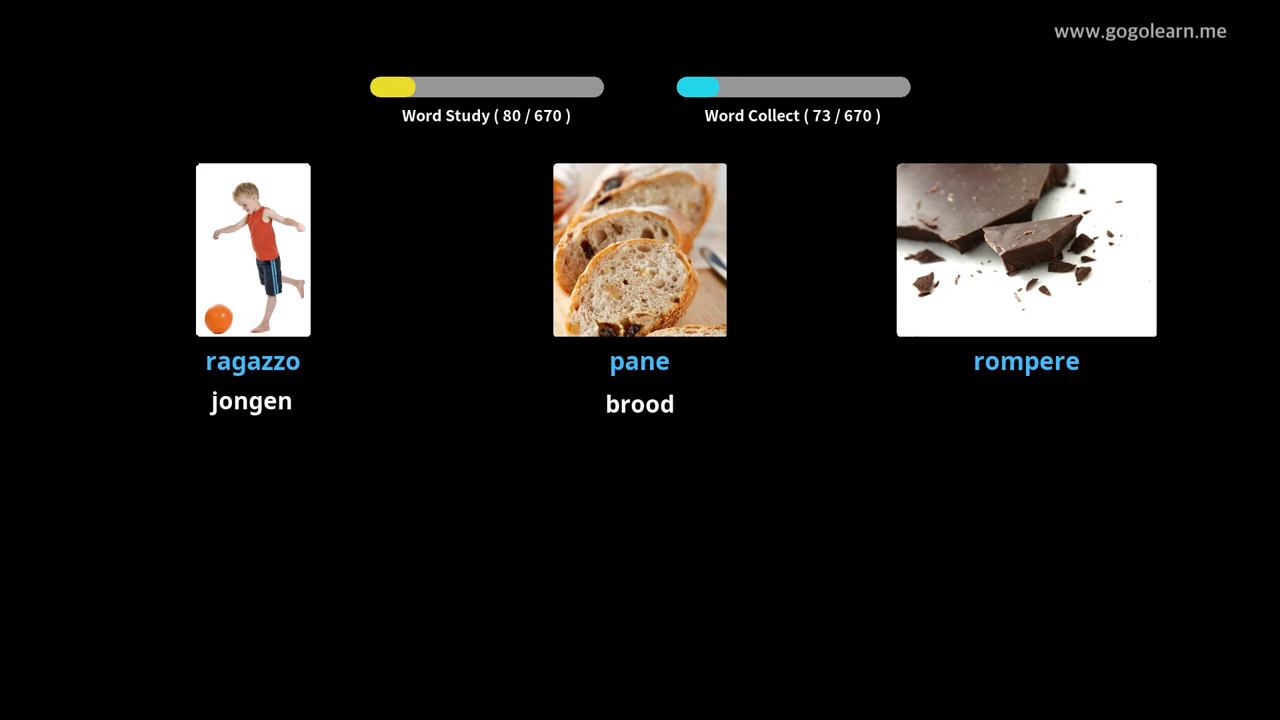 www.gogolearn.me
Word Study ( 80 / 670 )
Word Collect ( 73 / 670 )
ragazzo
jongen
pane
brood
rompere